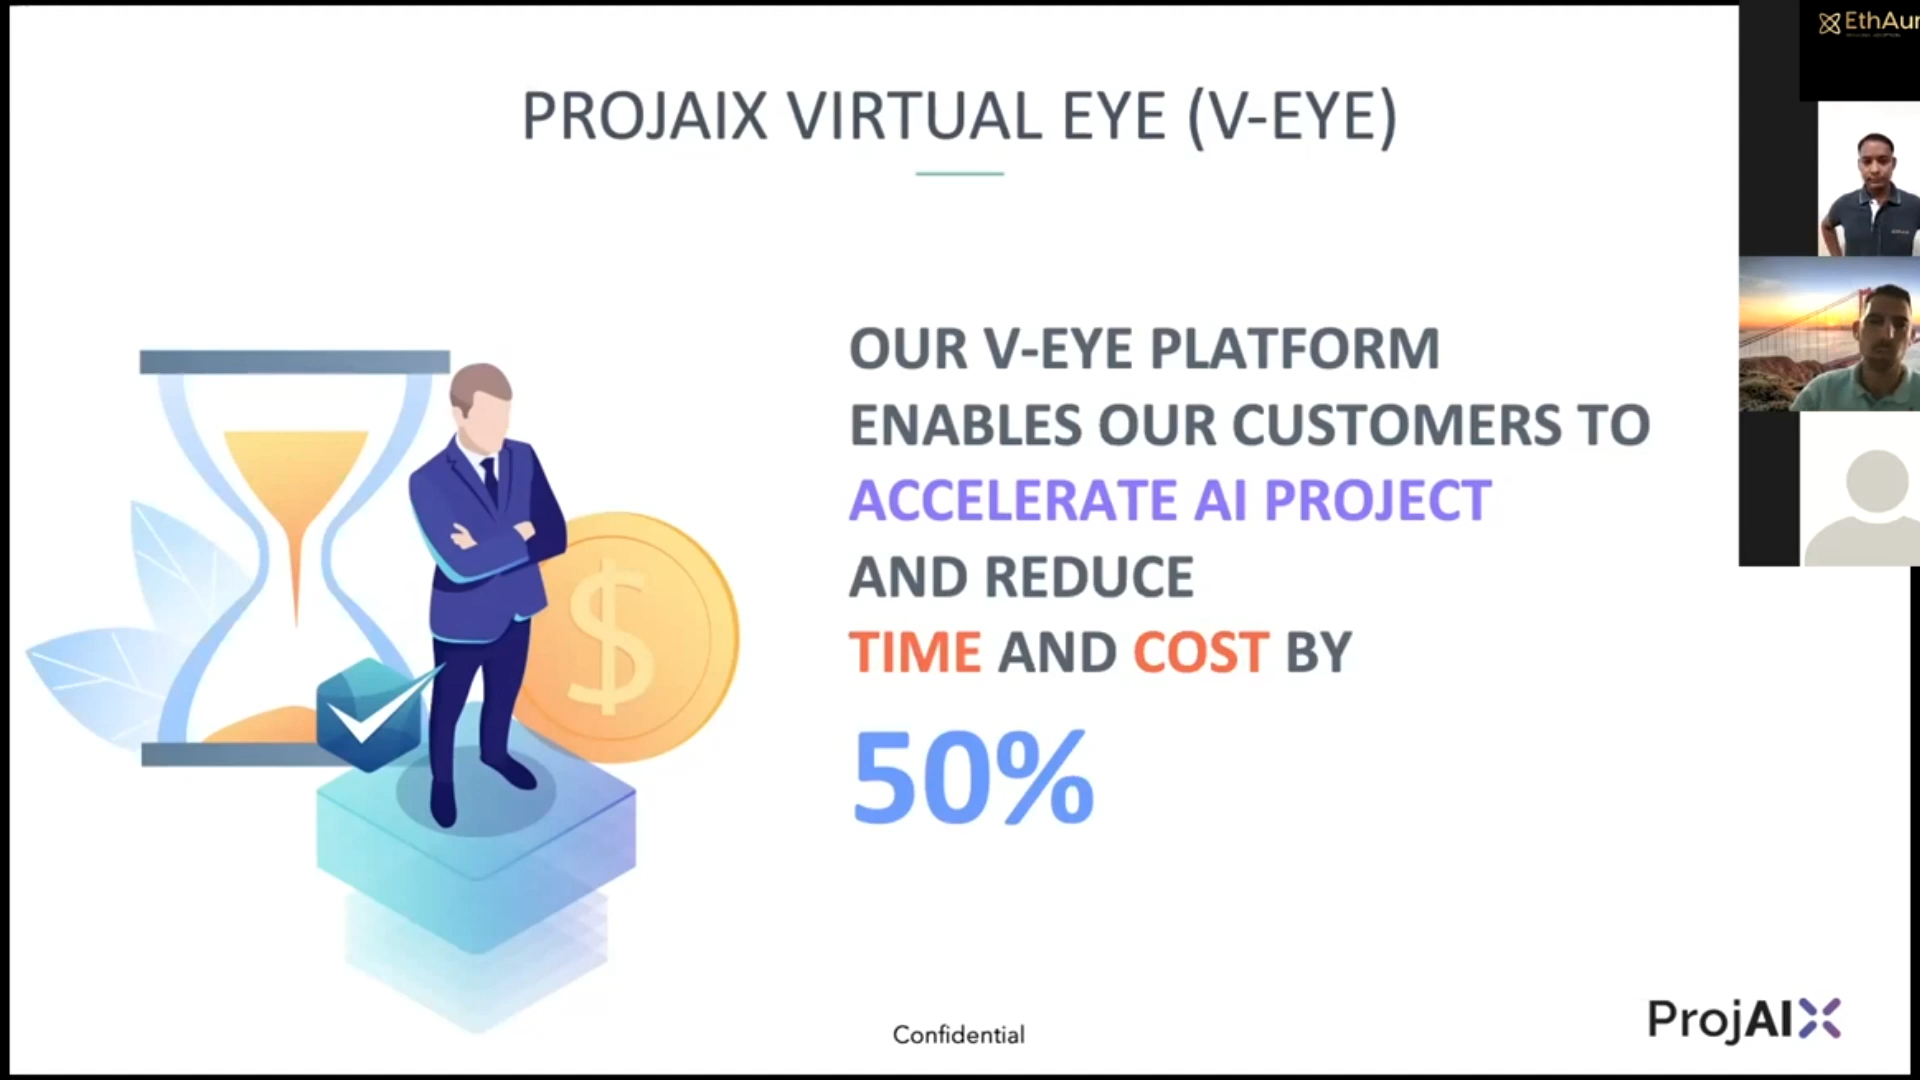 PROJAIX VIRTUAL EYE (V-EYE)
OUR V-EYE PLATFORM
ENABLES OUR CUSTOMERS TO
ACCELERATE AI PROJECT
AND REDUCE
TIME AND COST BY
50%
$
Confidential
ProjAIX
EthAur